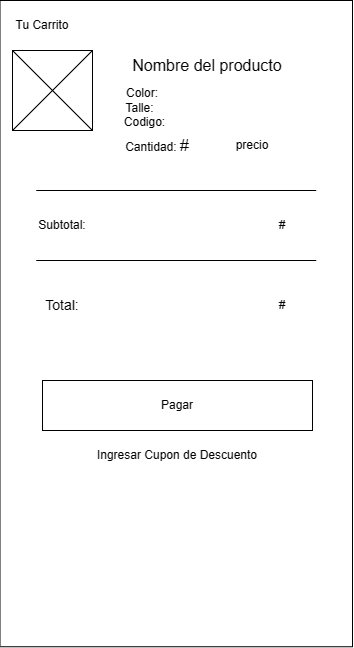 Tu Carrito
Nombre del producto
Color:
Talle:
Codigo:
Cantidad: # precio
Subtotal: #
Total: #
Pagar
Ingresar Cupon de Descuento